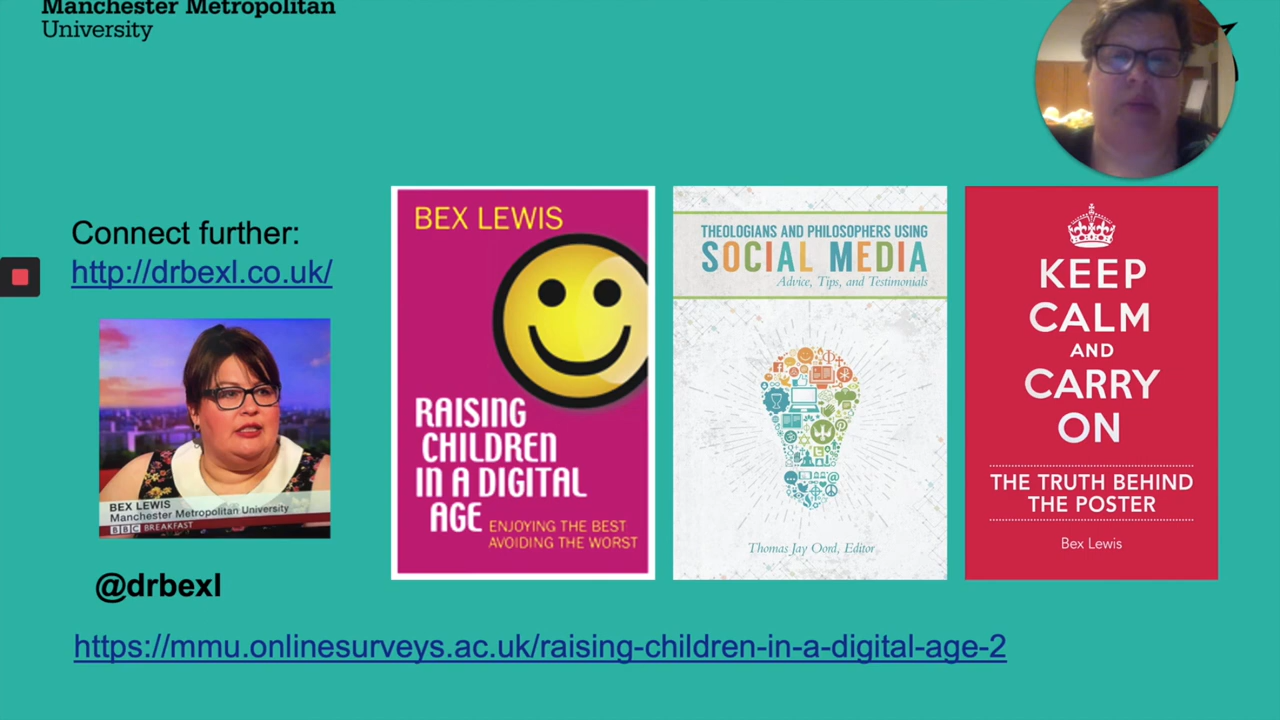 Manchester Metropolitan
University
Connect further:
http://drbexl.co.uk/
BEX LEWIS
Manchester Metropolitan University
BBC BREAKFAST
@drbexl
BEX LEWIS
RAISING
CHILDREN
IN A DIGITAL
AGE
ENJOYING THE BEST
AVOIDING THE WORST
THEOLOGIANS AND PHILOSOPHERS USING
SOCIAL MEDIA
Advice, Tips, and Testimonials
Thomas Jay Oord, Editor
KEEP
CALM
AND
CARRY
ON
THE TRUTH BEHIND
THE POSTER
Bex Lewis
https://mmu.onlinesurveys.ac.uk/raising-children-in-a-digital-age-2